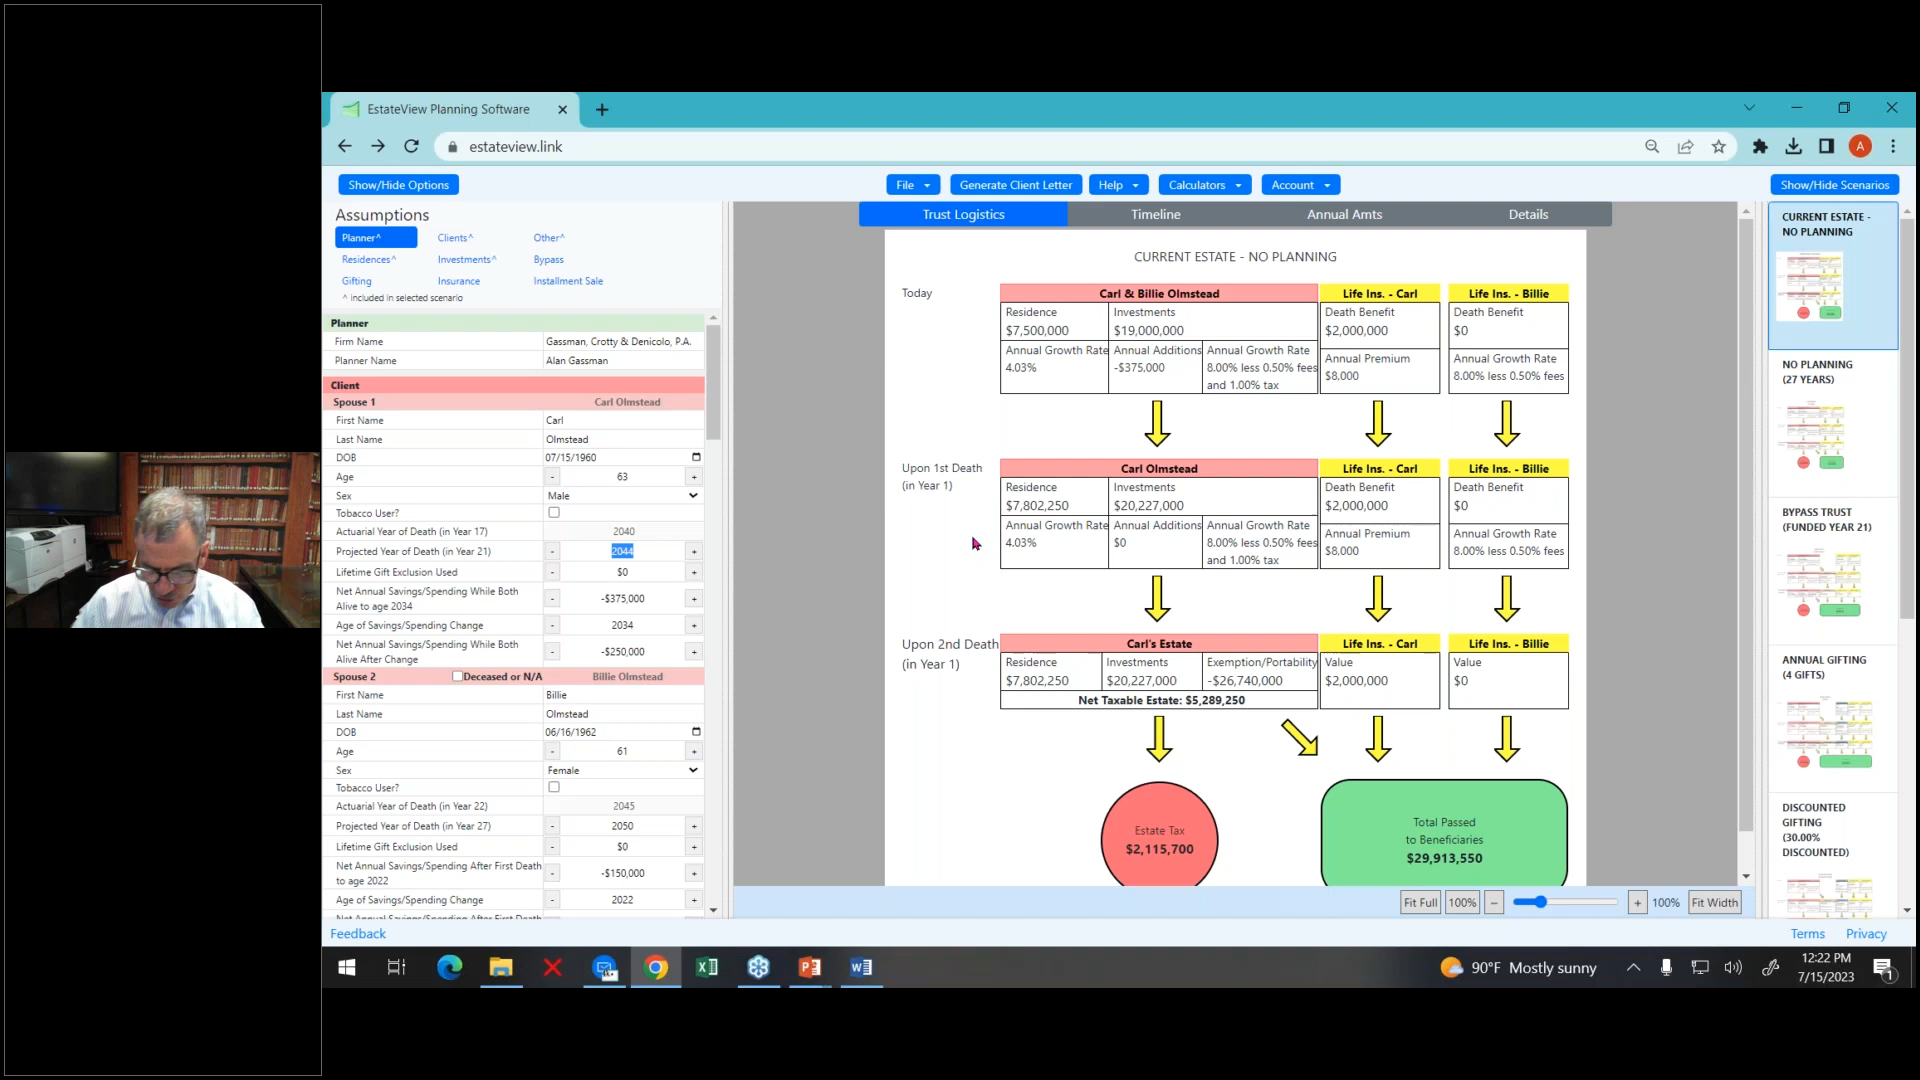 EstateView Planning Software
estateview.link
A
Show/Hide Options
File
Generate Client Letter
Help
Calculators
Account
Show/Hide Scenarios
Assumptions
Planner^
Clients^
Other^
Residences^
Investments^
Bypass
Gifting
Insurance
Installment Sale
^ included in selected scenario
Planner
Firm Name Gassman, Crotty & Denicolo, P.A.
Planner Name Alan Gassman
Client
Spouse 1 Carl Olmstead
First Name Carl
Last Name Olmstead
DOB 07/15/1960
Age - 63 +
Sex Male
Tobacco User?
Actuarial Year of Death (in Year 17) 2040
Projected Year of Death (in Year 21) - 2044 +
Lifetime Gift Exclusion Used - $0 +
Net Annual Savings/Spending While Both
Alive to age 2034 - -$375,000 +
Age of Savings/Spending Change - 2034 +
Net Annual Savings/Spending While Both
Alive After Change - -$250,000 +
Spouse 2 Deceased or N/A Billie Olmstead
First Name Billie
Last Name Olmstead
DOB 06/16/1962
Age - 61 +
Sex Female
Tobacco User?
Actuarial Year of Death (in Year 22) 2045
Projected Year of Death (in Year 27) - 2050 +
Lifetime Gift Exclusion Used - $0 +
Net Annual Savings/Spending After First Death
to age 2022 - -$150,000 +
Age of Savings/Spending Change - 2022 +
Net Annual Savings/Spending After First Death
Feedback
Trust Logistics
Timeline
Annual Amts
Details
CURRENT ESTATE - NO PLANNING
Today
Carl & Billie Olmstead
Life Ins. - Carl
Life Ins. - Billie
Residence
$7,500,000
Investments
$19,000,000
Death Benefit
$2,000,000
Death Benefit
$0
Annual Growth Rate
4.03%
Annual Additions
-$375,000
Annual Growth Rate
8.00% less 0.50% fees
and 1.00% tax
Annual Premium
$8,000
Annual Growth Rate
8.00% less 0.50% fees
Upon 1st Death
(in Year 1)
Carl Olmstead
Life Ins. - Carl
Life Ins. - Billie
Residence
$7,802,250
Investments
$20,227,000
Death Benefit
$2,000,000
Death Benefit
$0
Annual Growth Rate
4.03%
Annual Additions
$0
Annual Growth Rate
8.00% less 0.50% fees
and 1.00% tax
Annual Premium
$8,000
Annual Growth Rate
8.00% less 0.50% fees
Upon 2nd Death
(in Year 1)
Carl's Estate
Life Ins. - Carl
Life Ins. - Billie
Residence
$7,802,250
Investments
$20,227,000
Exemption/Portability
-$26,740,000
Value
$2,000,000
Value
$0
Net Taxable Estate: $5,289,250
Estate Tax
$2,115,700
Total Passed
to Beneficiaries
$29,913,550
Fit Full
100%
−
+
100%
Fit Width
CURRENT ESTATE -
NO PLANNING
NO PLANNING
(27 YEARS)
BYPASS TRUST
(FUNDED YEAR 21)
ANNUAL GIFTING
(4 GIFTS)
DISCOUNTED
GIFTING
(30.00%
DISCOUNTED)
Terms
Privacy
90°F Mostly sunny
12:22 PM
7/15/2023
1